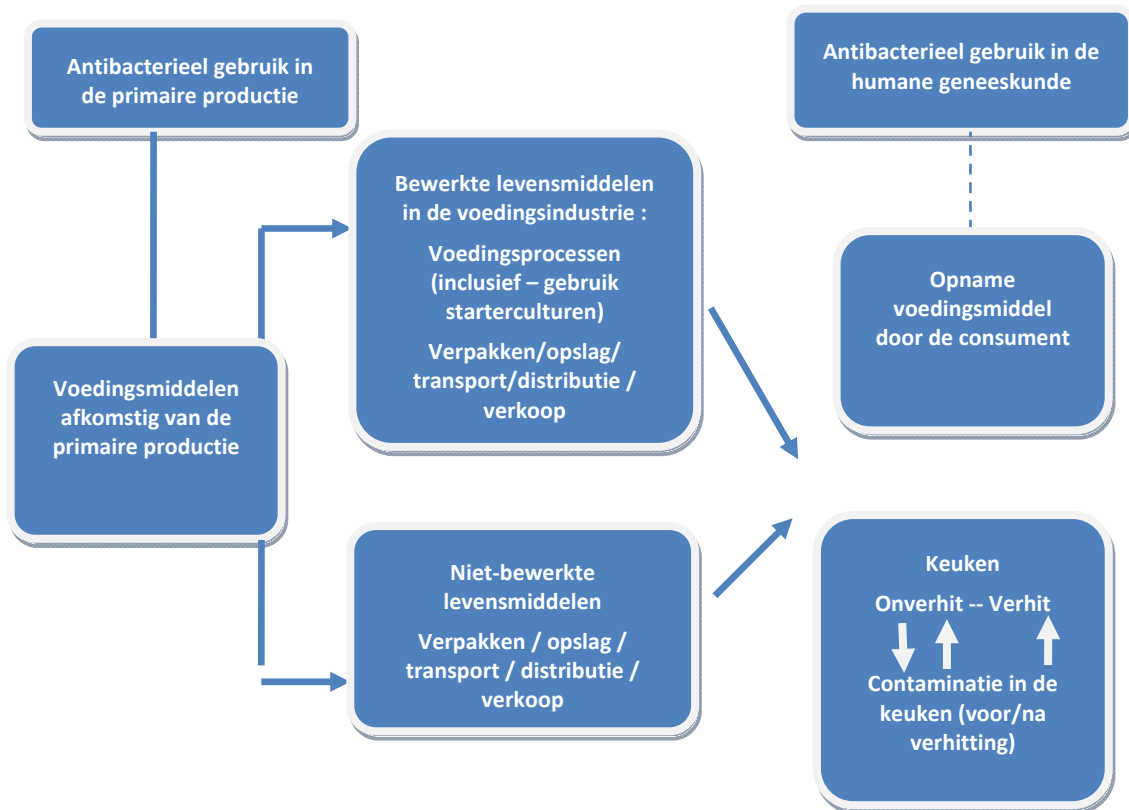 Antibacterieel gebruik in
de primaire productie
Antibacterieel gebruik in de
humane geneeskunde
Bewerkte levensmiddelen
in de voedingsindustrie :
Voedingsprocessen
(inclusief – gebruik
starterculturen)
Verpakken/opslag/
transport/distributie /
verkoop
Opname
voedingsmiddel
door de consument
Voedingsmiddelen
afkomstig van de
primaire productie
Niet-bewerkte
levensmiddelen
Verpakken / opslag /
transport / distributie /
verkoop
Keuken
Onverhit -- Verhit
Contaminatie in de
keuken (voor/na
verhitting)